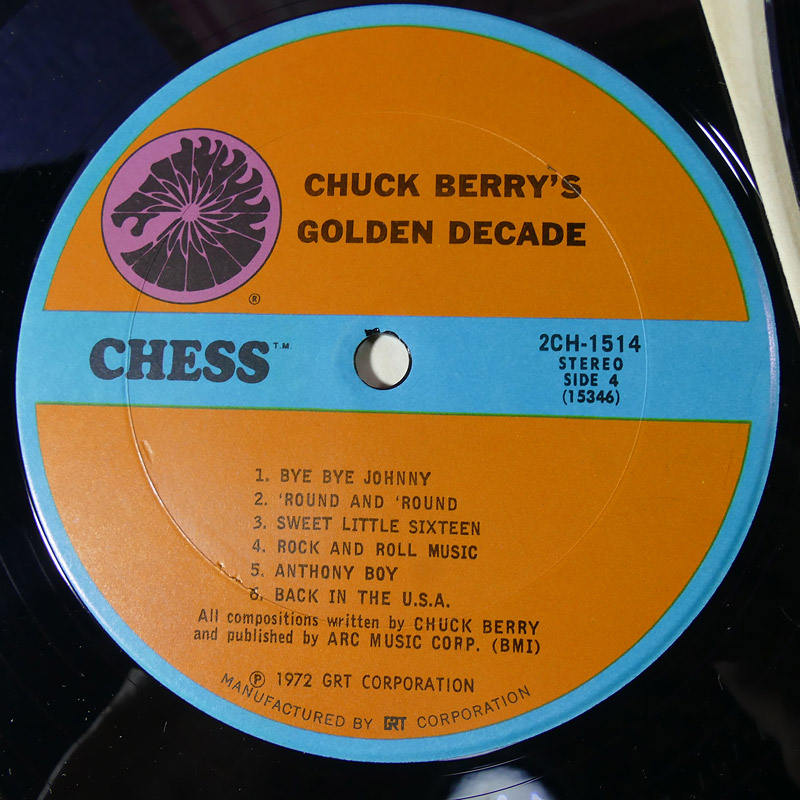 CHUCK BERRY'S
GOLDEN DECADE
®
CHESS™
2CH-1514
STEREO
SIDE 4
(15346)
1. BYE BYE JOHNNY
2. 'ROUND AND 'ROUND
3. SWEET LITTLE SIXTEEN
4. ROCK AND ROLL MUSIC
5. ANTHONY BOY
6. BACK IN THE U.S.A.
All compositions written by CHUCK BERRY
and published by ARC MUSIC CORP. (BMI)
℗ 1972 GRT CORPORATION
MANUFACTURED BY GRT CORPORATION